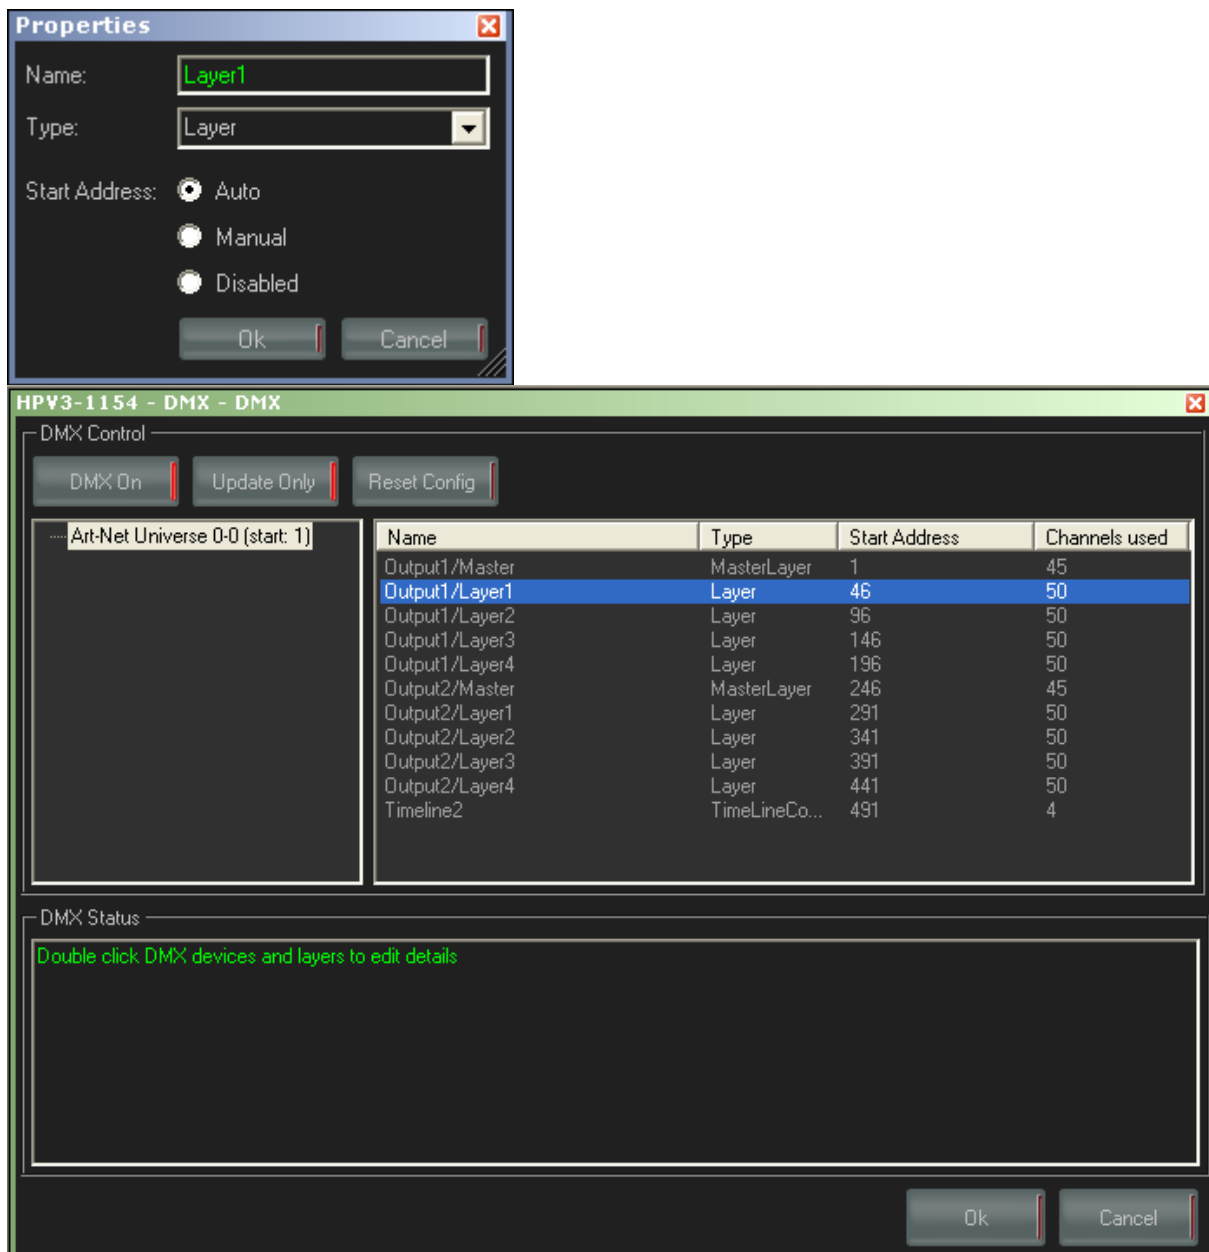 Properties
Name: Layer1
Type: Layer
Start Address: Auto
Manual
Disabled
Ok Cancel
HPV3-1154 - DMX - DMX
DMX Control
DMX On Update Only Reset Config
Art-Net Universe 0-0 (start: 1)
Name Type Start Address Channels used
Output1/Master MasterLayer 1 45
Output1/Layer1 Layer 46 50
Output1/Layer2 Layer 96 50
Output1/Layer3 Layer 146 50
Output1/Layer4 Layer 196 50
Output2/Master MasterLayer 246 45
Output2/Layer1 Layer 291 50
Output2/Layer2 Layer 341 50
Output2/Layer3 Layer 391 50
Output2/Layer4 Layer 441 50
Timeline2 TimeLineCo... 491 4
DMX Status
Double click DMX devices and layers to edit details
Ok Cancel